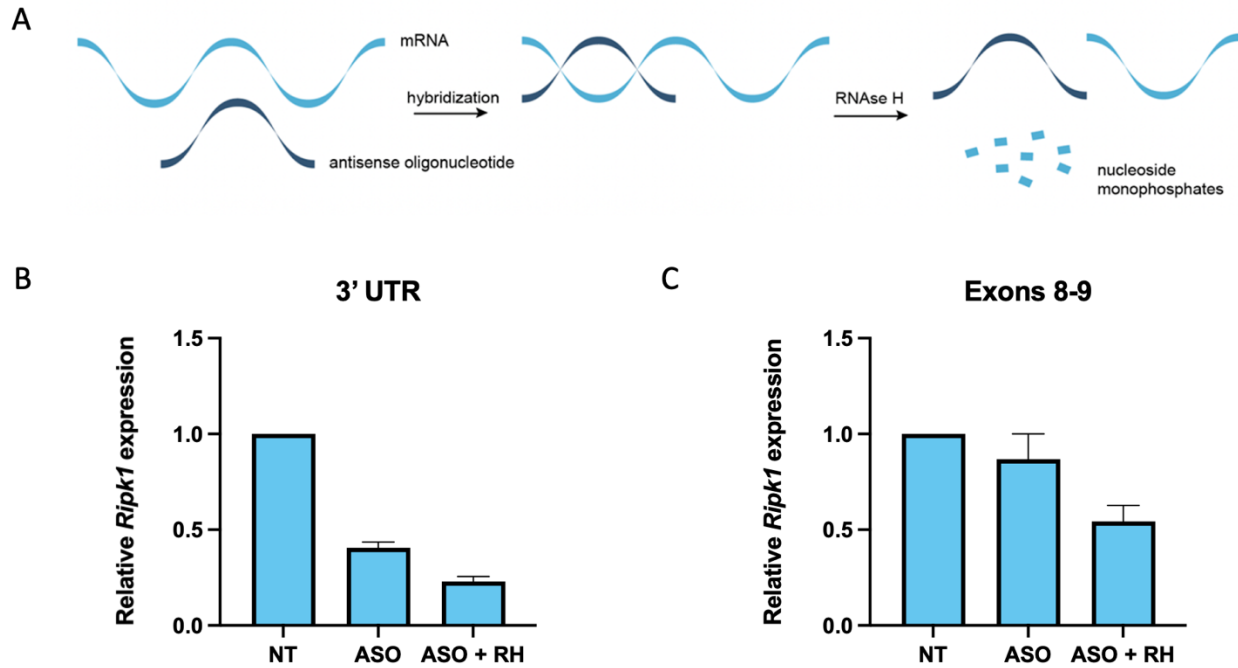 A
mRNA
hybridization
antisense oligonucleotide
RNAse H
nucleoside
monophosphates
B
3’ UTR
Relative Ripk1 expression
1.5
1.0
0.5
0.0
NT
ASO
ASO + RH
C
Exons 8-9
Relative Ripk1 expression
1.5
1.0
0.5
0.0
NT
ASO
ASO + RH